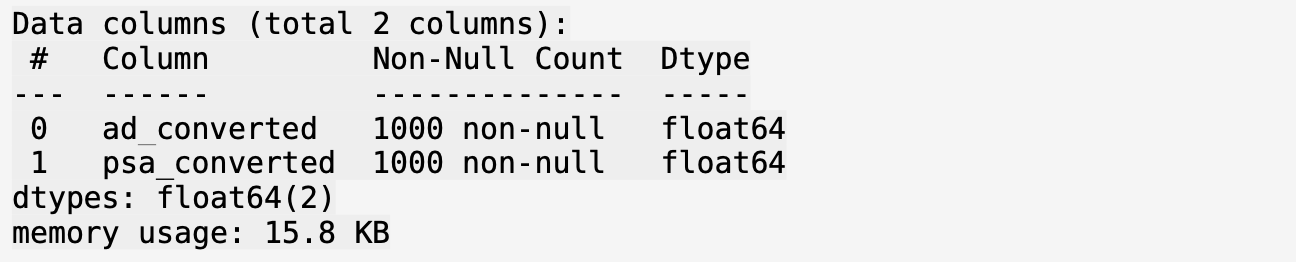 Data columns (total 2 columns):
 #   Column         Non-Null Count  Dtype
---  ------         --------------  -----
 0   ad_converted   1000 non-null   float64
 1   psa_converted  1000 non-null   float64
dtypes: float64(2)
memory usage: 15.8 KB